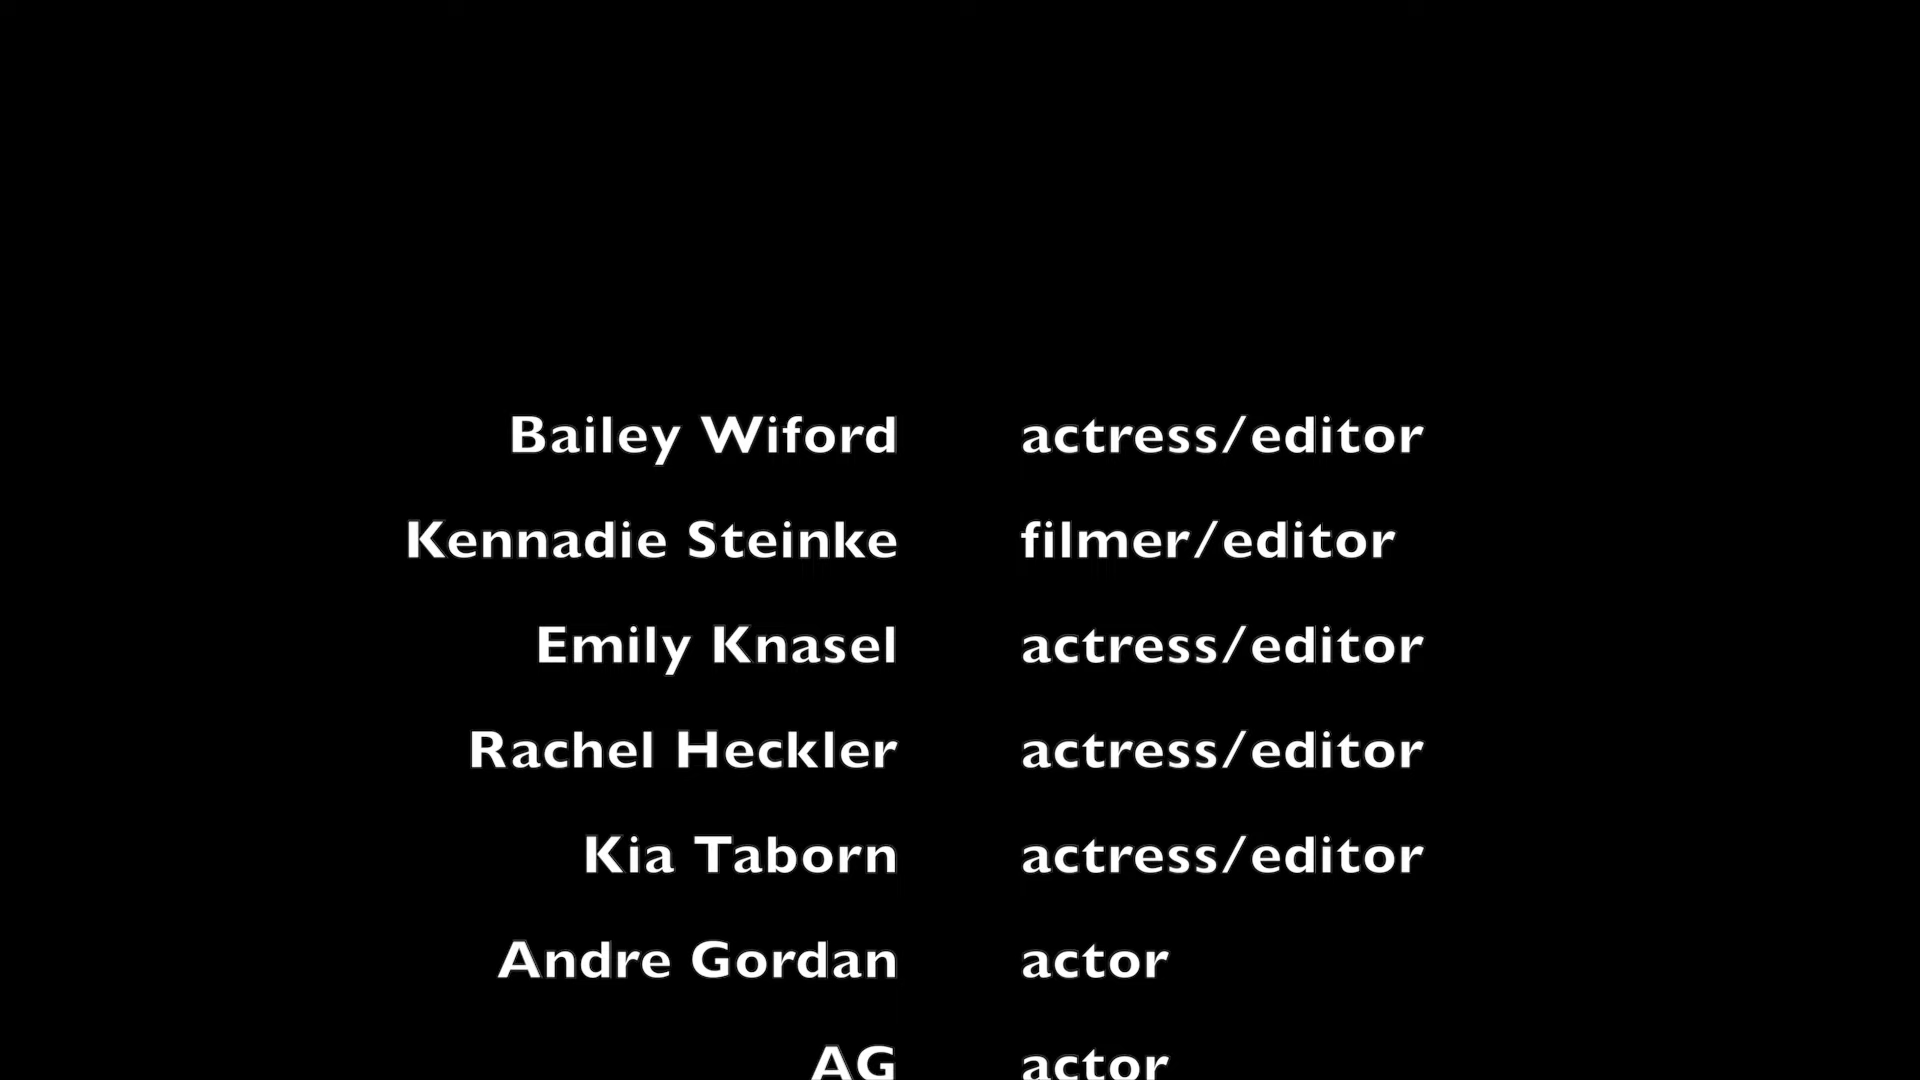 Bailey Wiford actress/editor
Kennadie Steinke filmer/editor
Emily Knasel actress/editor
Rachel Heckler actress/editor
Kia Taborn actress/editor
Andre Gordan actor
AG actor